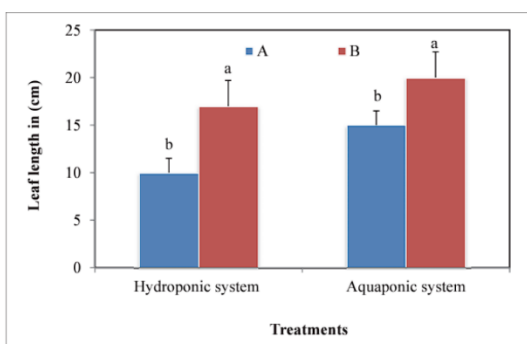 25
A B
a
a
20
b
15
b
10
5
0
Leaf length in (cm)
Hydroponic system Aquaponic system
Treatments